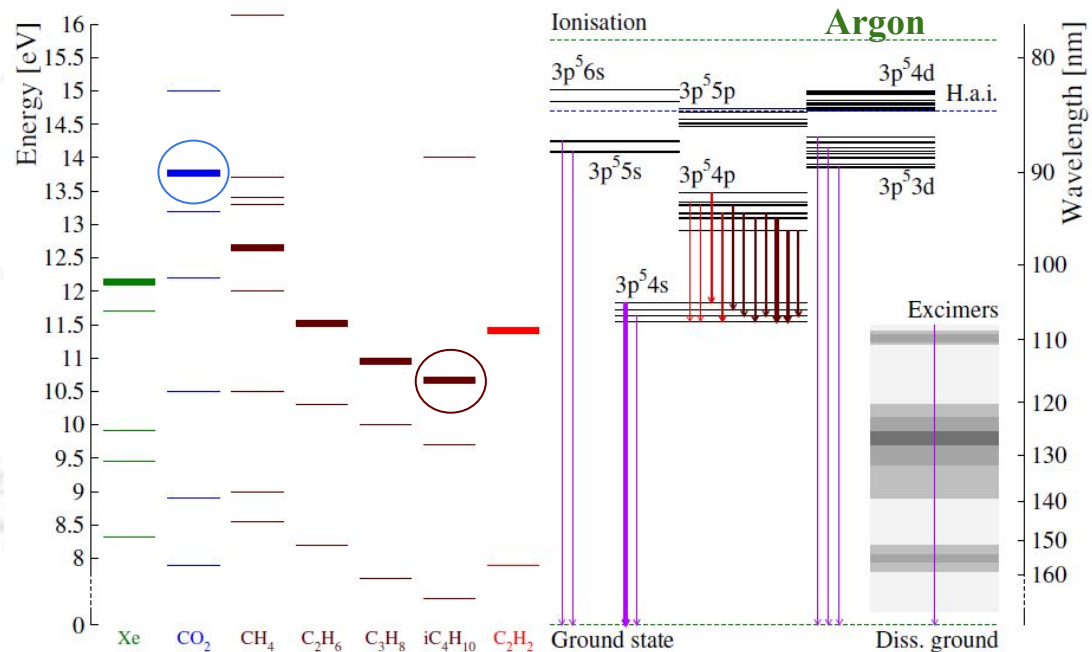 Energy [eV]
16
15.5
15
14.5
14
13.5
13
12.5
12
11.5
11
10.5
10
9.5
9
8.5
8
0
Xe
CO₂
CH₄
C₂H₆
C₃H₈
iC₄H₁₀
C₂H₂
Argon
Ionisation
3p⁵6s
3p⁵5p
3p⁵4d
H.a.i.
3p⁵5s
3p⁵4p
3p⁵3d
3p⁵4s
Excimers
Ground state
Diss. ground
Wavelength [nm]
80
90
100
110
120
130
140
150
160